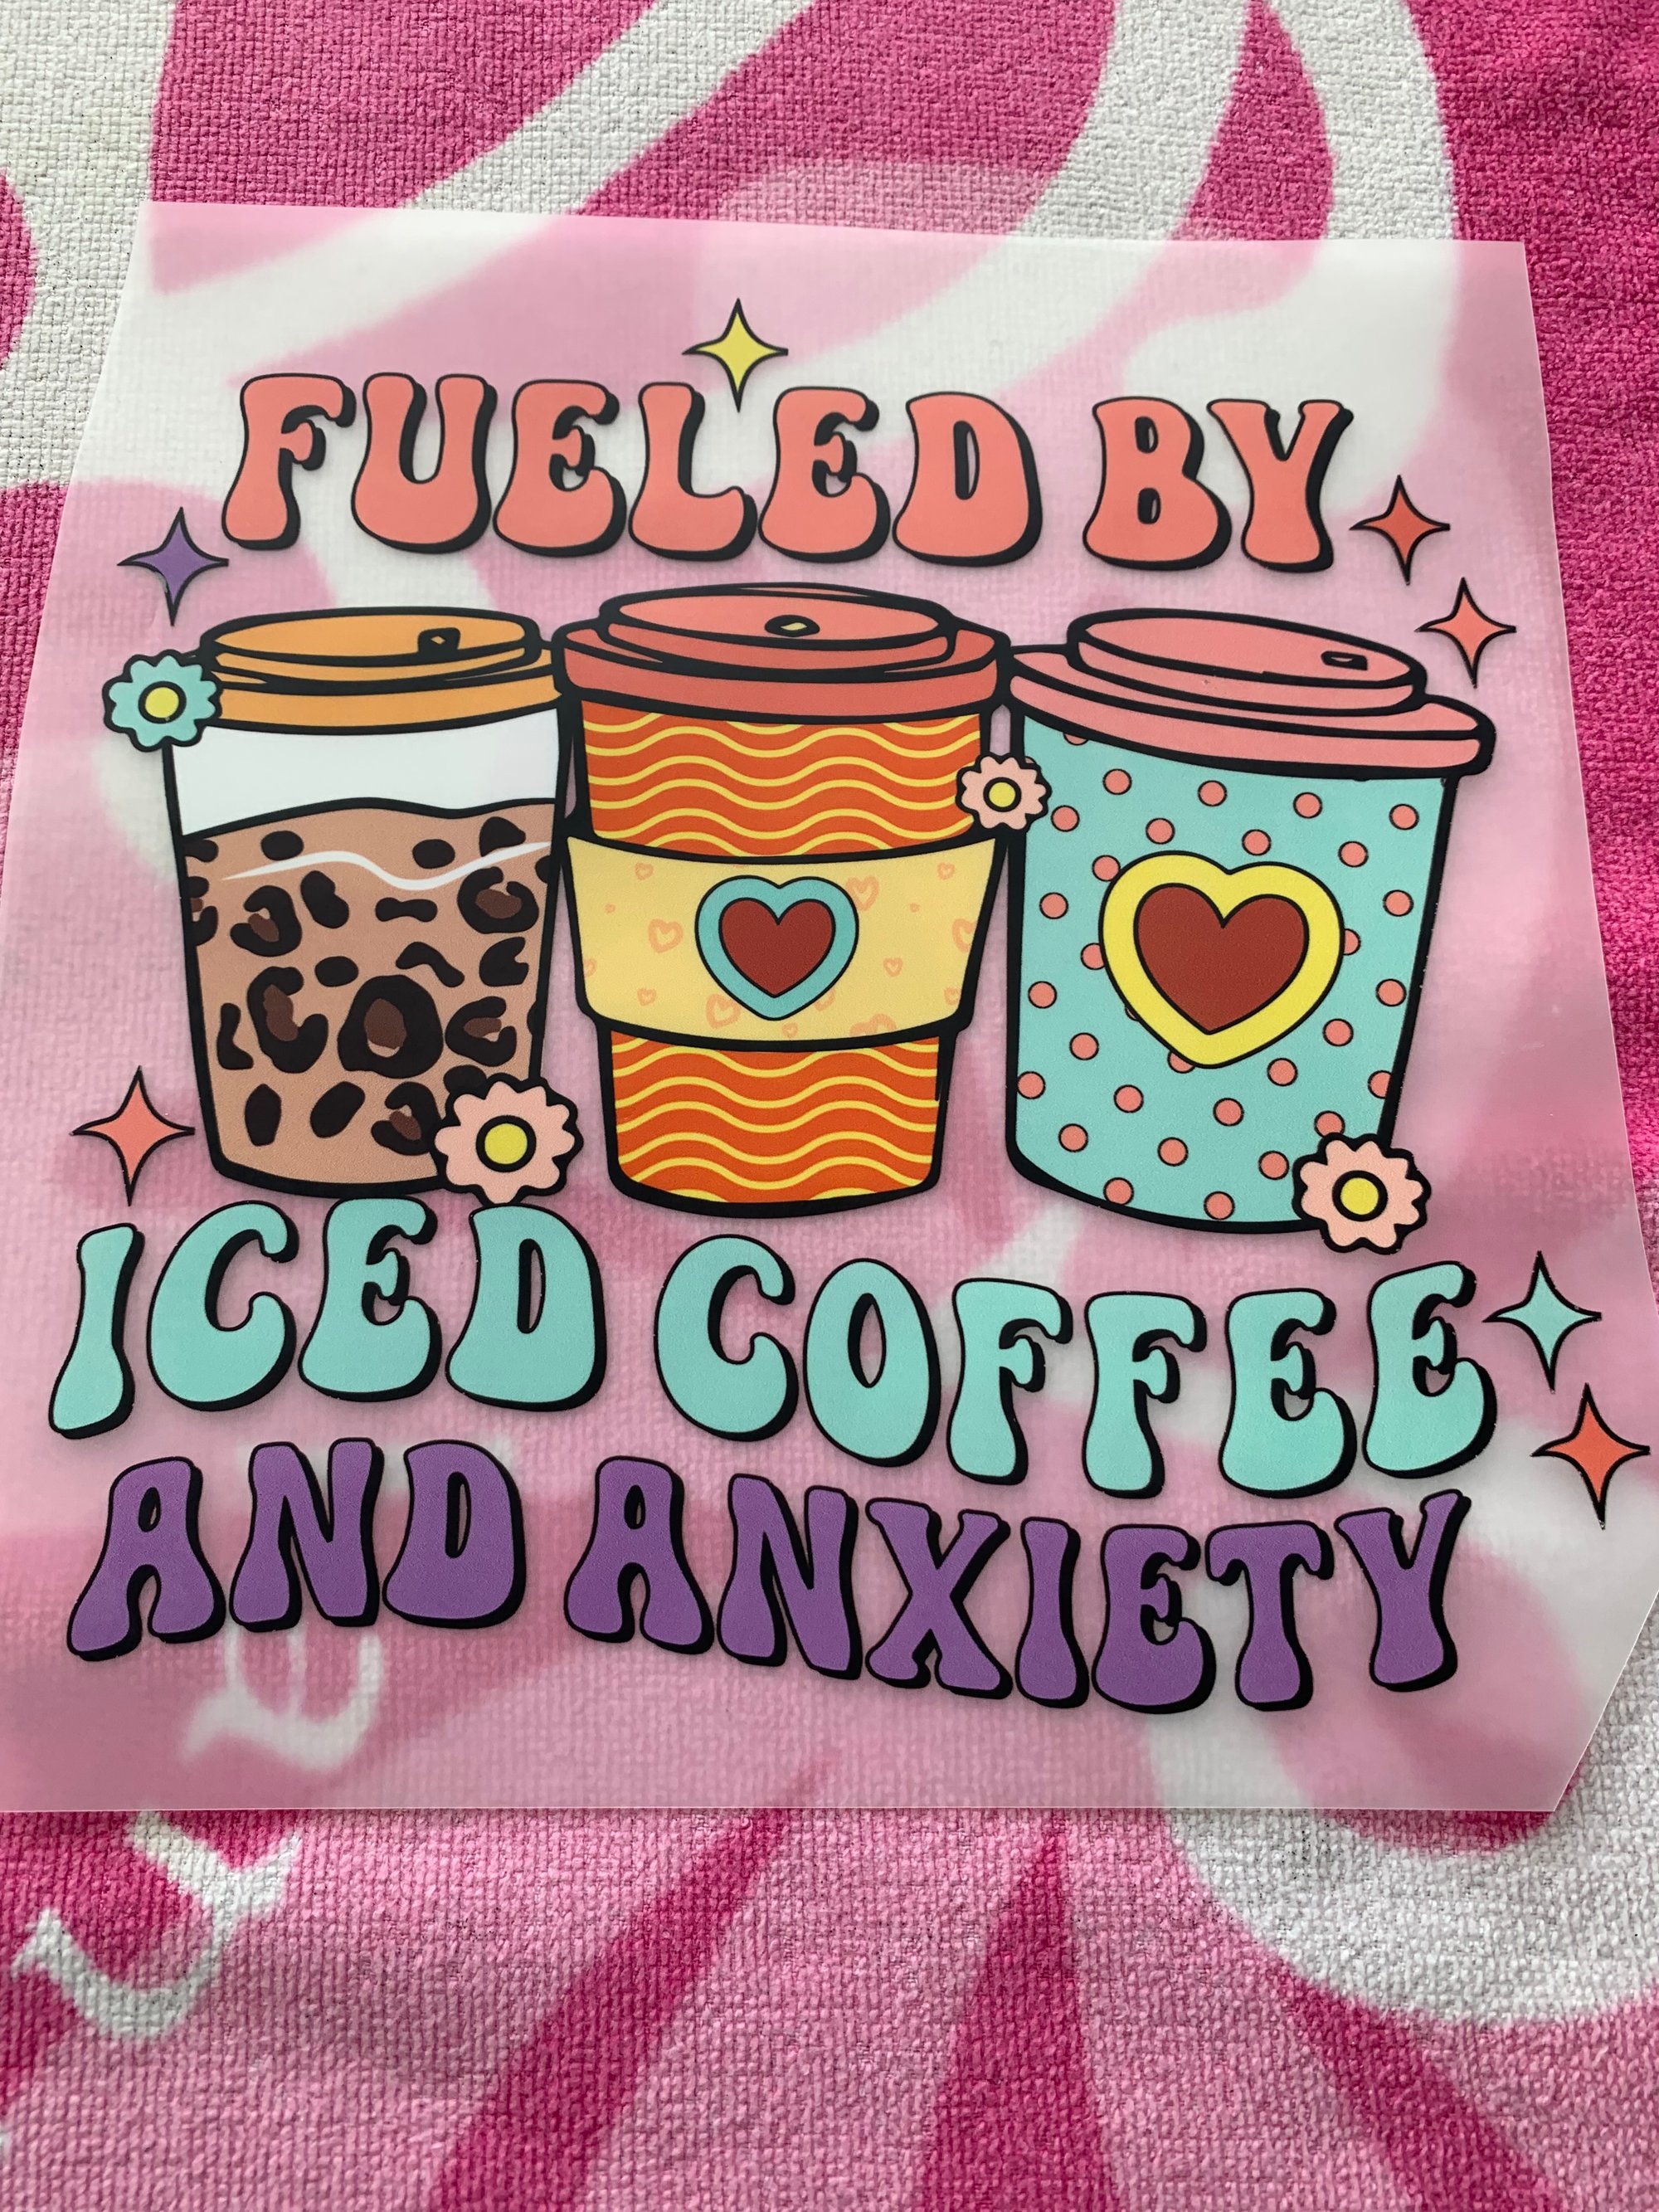 FUELED BY
ICED COFFEE
AND ANXIETY